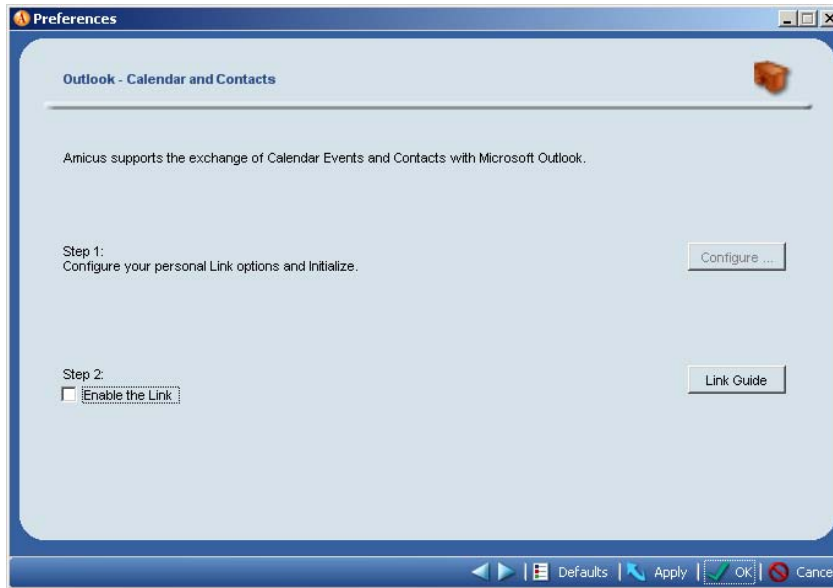 Preferences
Outlook - Calendar and Contacts
Amicus supports the exchange of Calendar Events and Contacts with Microsoft Outlook.
Step 1:
Configure your personal Link options and Initialize.
Configure ...
Step 2:
Enable the Link
Link Guide
Defaults | Apply | OK | Cance